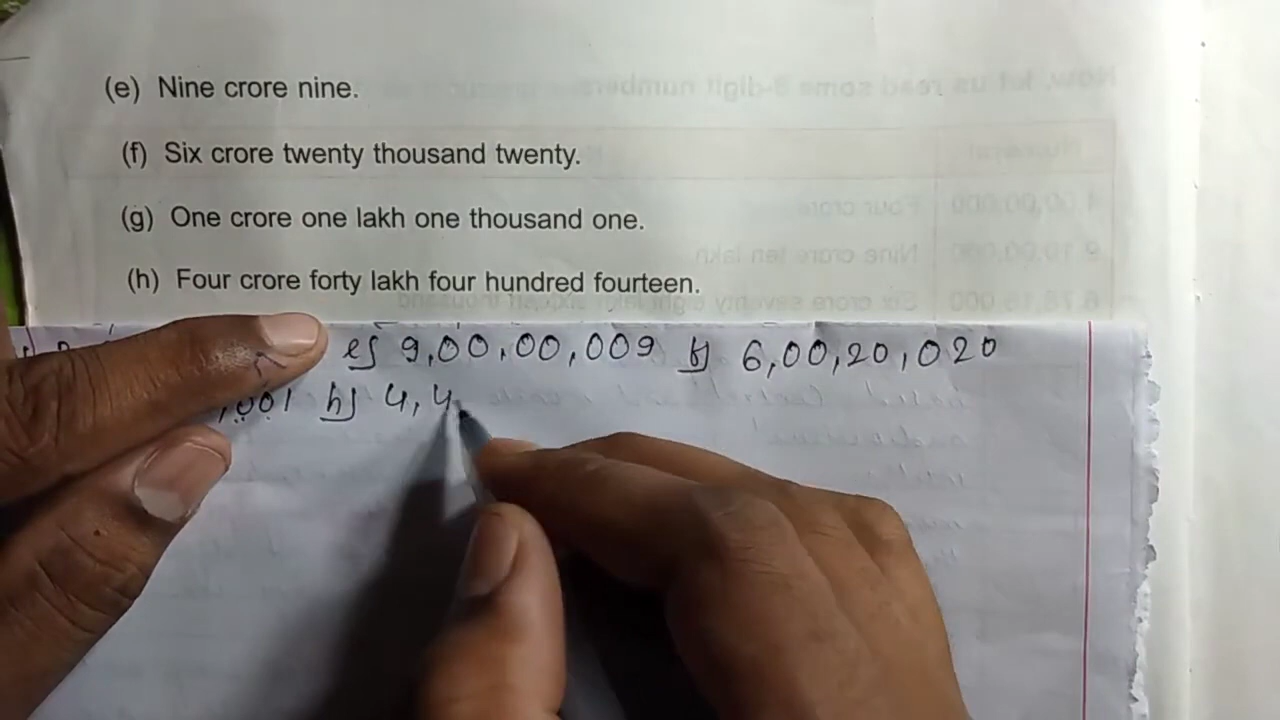 (e) Nine crore nine.
(f) Six crore twenty thousand twenty.
(g) One crore one lakh one thousand one.
(h) Four crore forty lakh four hundred fourteen.
e) 9,00,00,009 f) 6,00,20,020
,001 h) 4,4